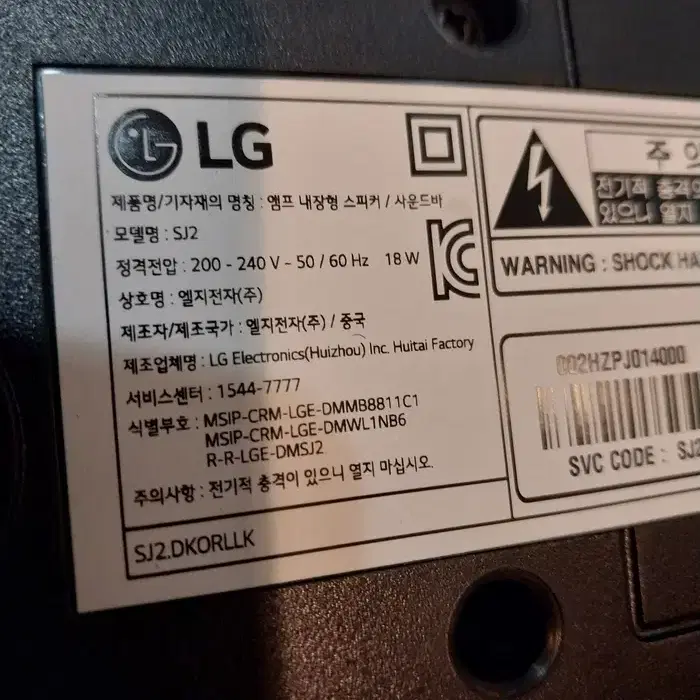 LG
제품명/기자재의 명칭 : 앰프 내장형 스피커 / 사운드바
모델명 : SJ2
정격전압 : 200 - 240 V ~ 50 / 60 Hz 18 W
상호명 : 엘지전자(주)
제조자/제조국가 : 엘지전자(주) / 중국
제조업체명 : LG Electronics(Huizhou) Inc. Huitai Factory
서비스센터 : 1544-7777
식별부호 : MSIP-CRM-LGE-DMMB8811C1
MSIP-CRM-LGE-DMWL1NB6
R-R-LGE-DMSJ2
주의사항 : 전기적 충격이 있으니 열지 마십시오.
SJ2.DKORLLK
주
전기적 충격
있으니 열지
WARNING : SHOCK
002HZPJ014000
SVC CODE : SJ2